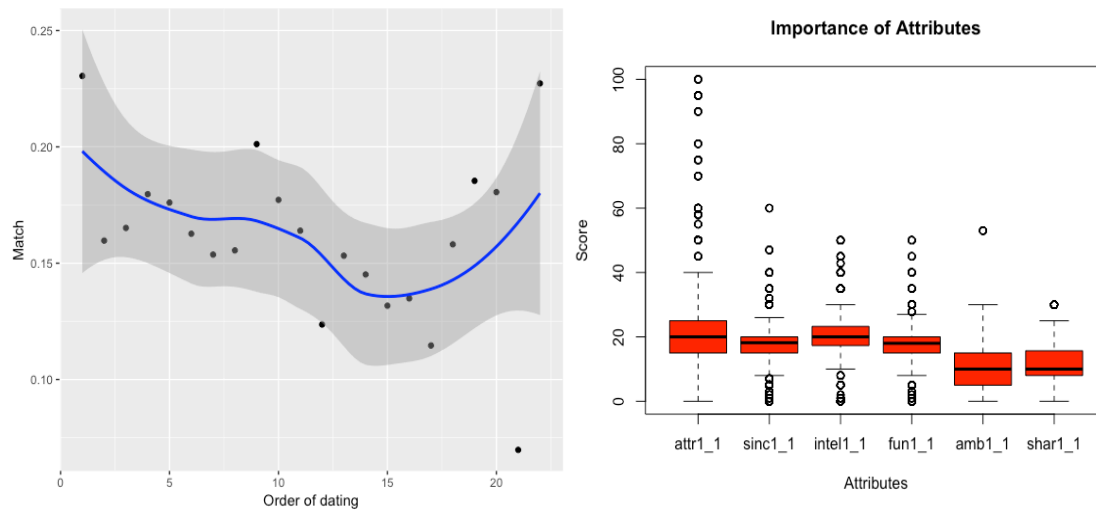 0.25
0.20
0.15
0.10
Match
0 5 10 15 20
Order of dating
Importance of Attributes
100
80
60
40
20
0
Score
attr1_1 sinc1_1 intel1_1 fun1_1 amb1_1 shar1_1
Attributes